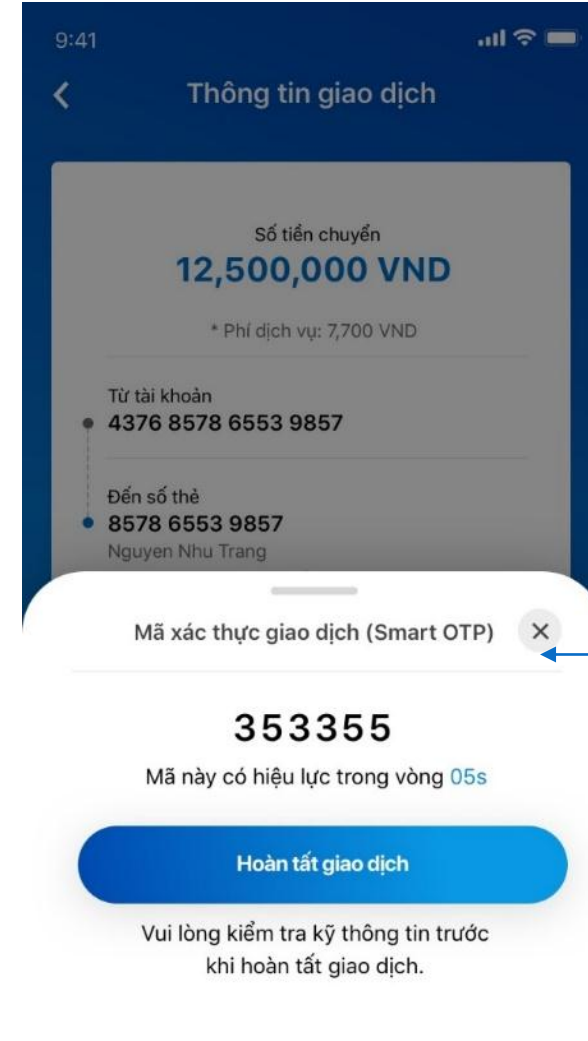 9:41
Thông tin giao dịch
Số tiền chuyển
12,500,000 VND
* Phí dịch vụ: 7,700 VND
Từ tài khoản
4376 8578 6553 9857
Đến số thẻ
8578 6553 9857
Nguyen Nhu Trang
Mã xác thực giao dịch (Smart OTP)
353355
Mã này có hiệu lực trong vòng 05s
Hoàn tất giao dịch
Vui lòng kiểm tra kỹ thông tin trước
khi hoàn tất giao dịch.